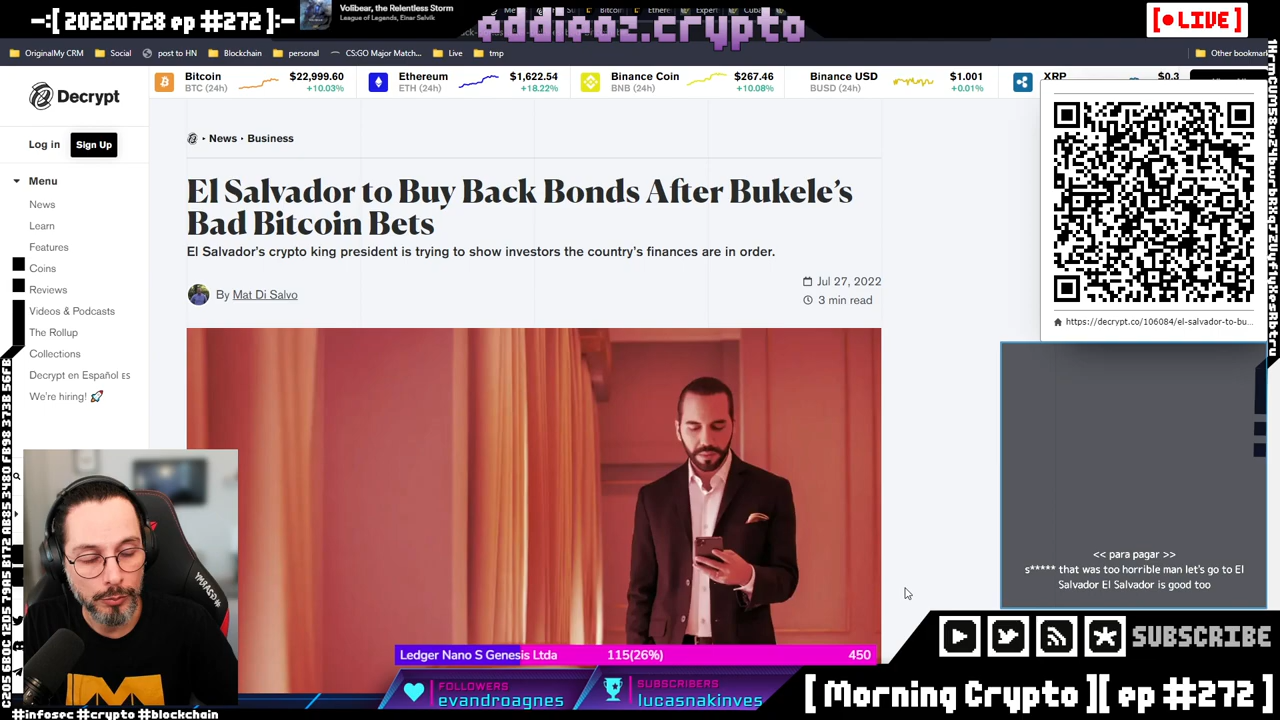 -:[ 20220728 ep #272 ]:-
Volibear, the Relentless Storm
League of Legends, Einar Selvik
eddieoz.crypto
[● LIVE]
OriginalMy CRM
Social
post to HN
Blockchain
personal
CS:GO Major Match...
Live
tmp
Other bookmar
Decrypt
Bitcoin $22,999.60
BTC (24h) +10.03%
Ethereum $1,622.54
ETH (24h) +18.22%
Binance Coin $267.46
BNB (24h) +10.08%
Binance USD $1.001
BUSD (24h) +0.01%
XRP $0.3
Log in Sign Up
Menu
News
Learn
Features
Coins
Reviews
Videos & Podcasts
The Rollup
Collections
Decrypt en Español ES
We're hiring! 🚀
News · Business
El Salvador to Buy Back Bonds After Bukele's
Bad Bitcoin Bets
El Salvador's crypto king president is trying to show investors the country's finances are in order.
By Mat Di Salvo
Jul 27, 2022
3 min read
https://decrypt.co/106084/el-salvador-to-bu...
<< para pagar >>
s***** that was too horrible man let's go to El
Salvador El Salvador is good too
Ledger Nano S Genesis Ltda 115(26%) 450
FOLLOWERS
evandroagnes
SUBSCRIBERS
lucasnakinves
SUBSCRIBE
[ Morning Crypto ][ ep #272 ]
#infosec #crypto #blockchain